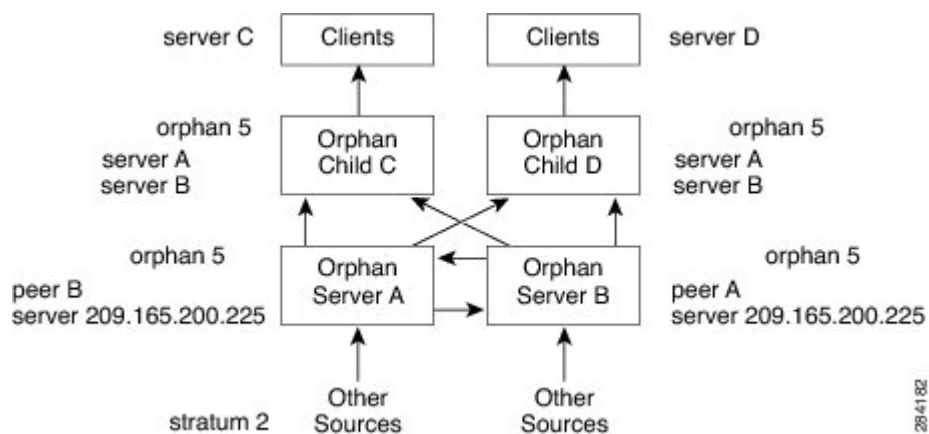 server C
Clients
Clients
server D
orphan 5
server A
server B
Orphan
Child C
Orphan
Child D
orphan 5
server A
server B
orphan 5
peer B
server 209.165.200.225
Orphan
Server A
Orphan
Server B
orphan 5
peer A
server 209.165.200.225
stratum 2
Other
Sources
Other
Sources
284182